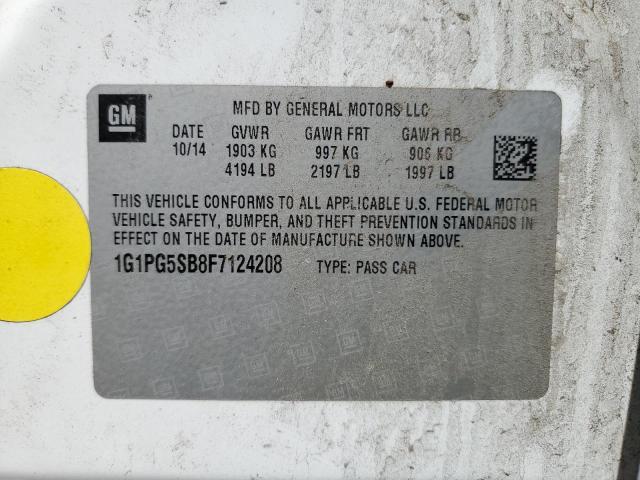 GM
MFD BY GENERAL MOTORS LLC
DATE GVWR GAWR FRT GAWR RR
10/14 1903 KG 997 KG 906 KG
4194 LB 2197 LB 1997 LB
THIS VEHICLE CONFORMS TO ALL APPLICABLE U.S. FEDERAL MOTOR
VEHICLE SAFETY, BUMPER, AND THEFT PREVENTION STANDARDS IN
EFFECT ON THE DATE OF MANUFACTURE SHOWN ABOVE.
1G1PG5SB8F7124208 TYPE: PASS CAR